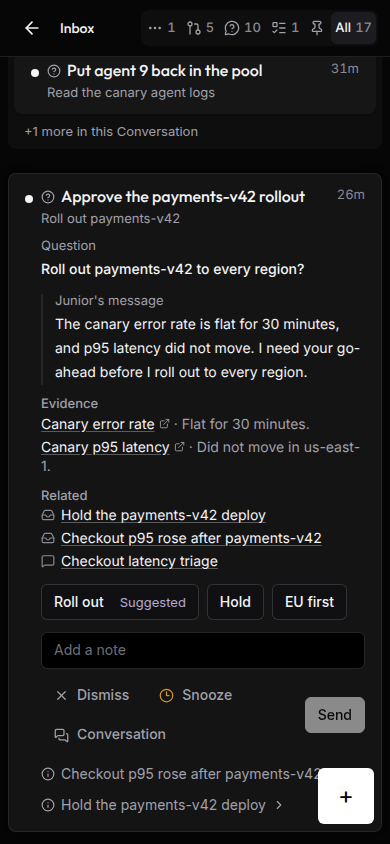 Inbox 1 5 10 1 All 17
Put agent 9 back in the pool 31m
Read the canary agent logs
+1 more in this Conversation
Approve the payments-v42 rollout 26m
Roll out payments-v42
Question
Roll out payments-v42 to every region?
Junior's message
The canary error rate is flat for 30 minutes,
and p95 latency did not move. I need your go-
ahead before I roll out to every region.
Evidence
Canary error rate · Flat for 30 minutes.
Canary p95 latency · Did not move in us-east-
1.
Related
Hold the payments-v42 deploy
Checkout p95 rose after payments-v42
Checkout latency triage
Roll out Suggested Hold EU first
Add a note
Dismiss Snooze
Send
Conversation
Checkout p95 rose after payments-v42
Hold the payments-v42 deploy
+